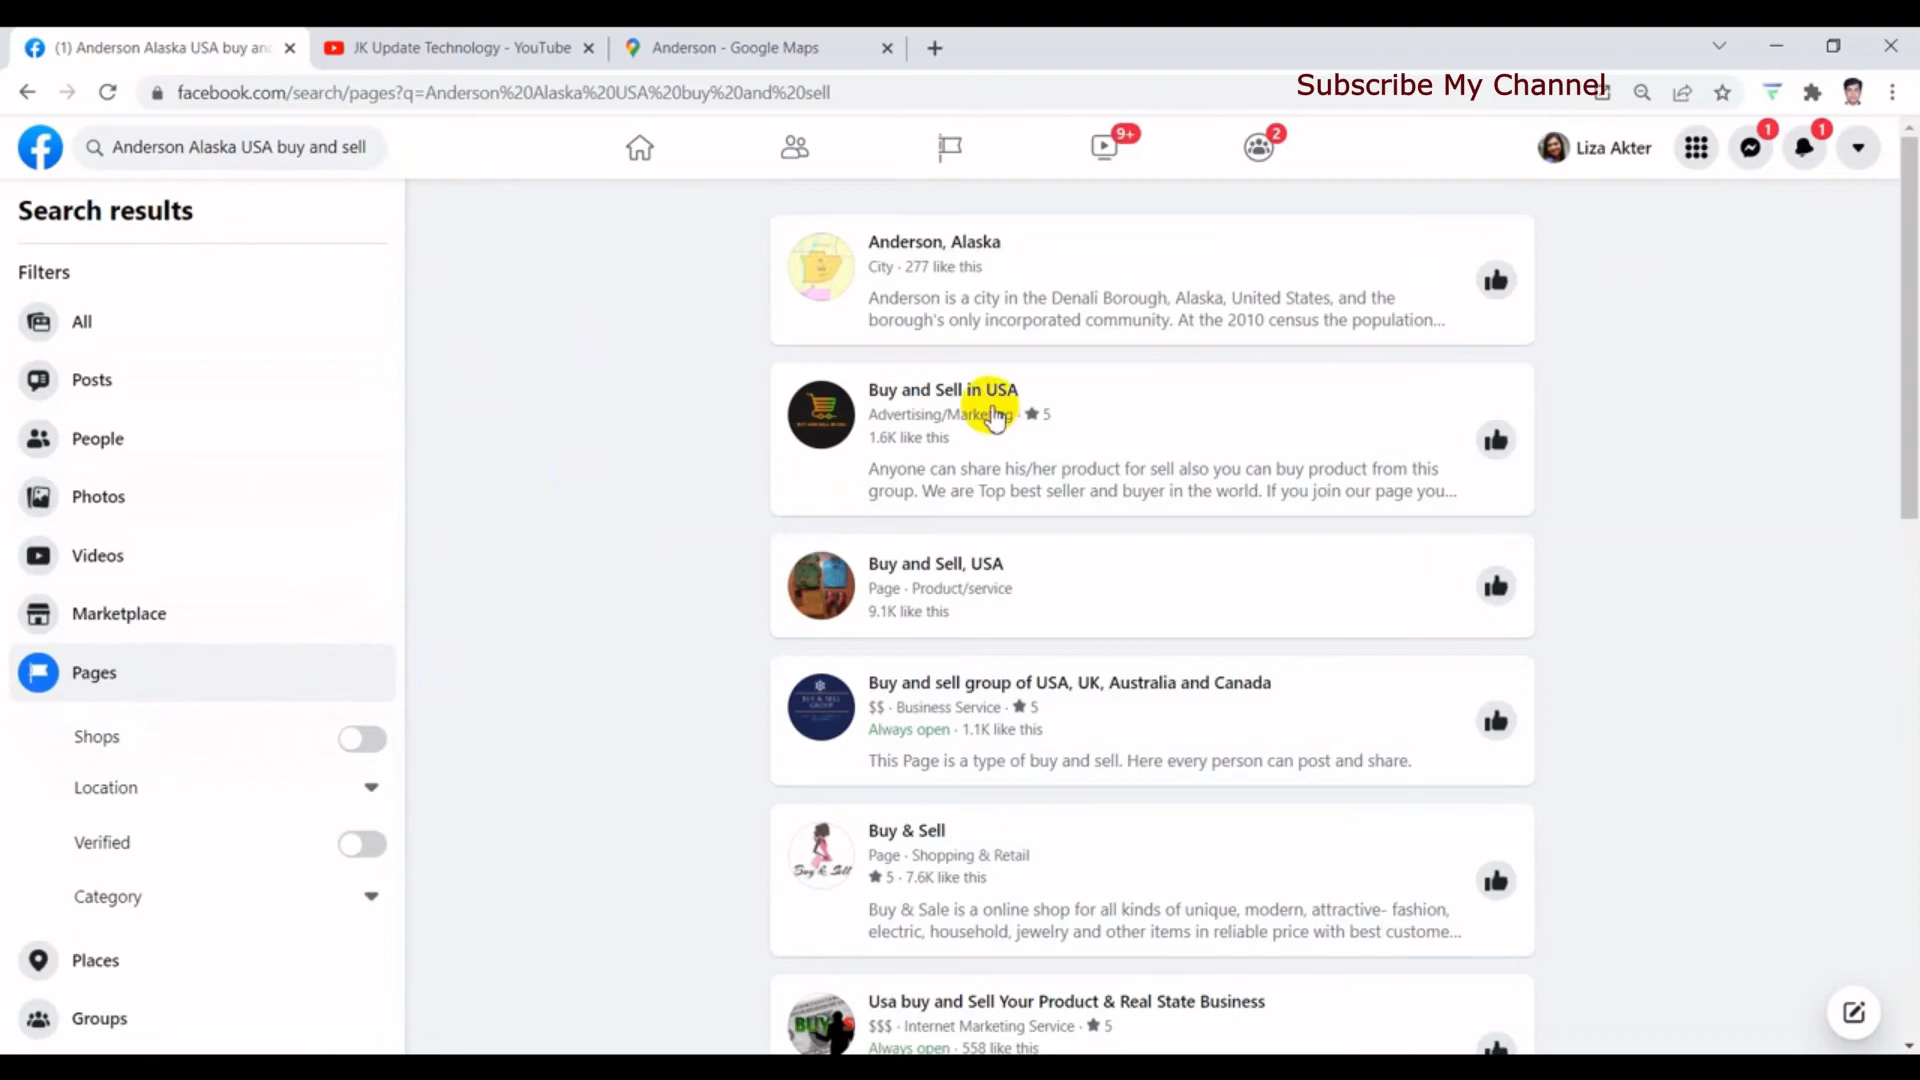 (1) Anderson Alaska USA buy and
JK Update Technology - YouTube
Anderson - Google Maps
facebook.com/search/pages?q=Anderson%20Alaska%20USA%20buy%20and%20sell
Subscribe My Channel
Anderson Alaska USA buy and sell
9+
2
Liza Akter
1
1
Search results
Filters
All
Posts
People
Photos
Videos
Marketplace
Pages
Shops
Location
Verified
Category
Places
Groups
Anderson, Alaska
City · 277 like this
Anderson is a city in the Denali Borough, Alaska, United States, and the
borough's only incorporated community. At the 2010 census the population...
Buy and Sell in USA
Advertising/Marketing · ★ 5
1.6K like this
Anyone can share his/her product for sell also you can buy product from this
group. We are Top best seller and buyer in the world. If you join our page you...
Buy and Sell, USA
Page · Product/service
9.1K like this
BUY & SELL
GROUP
Buy and sell group of USA, UK, Australia and Canada
$$ · Business Service · ★ 5
Always open · 1.1K like this
This Page is a type of buy and sell. Here every person can post and share.
Buy & Sell
Buy & Sell
Page · Shopping & Retail
★ 5 · 7.6K like this
Buy & Sale is a online shop for all kinds of unique, modern, attractive- fashion,
electric, household, jewelry and other items in reliable price with best custome...
Usa buy and Sell Your Product & Real State Business
$$$ · Internet Marketing Service · ★ 5
Always open · 558 like this